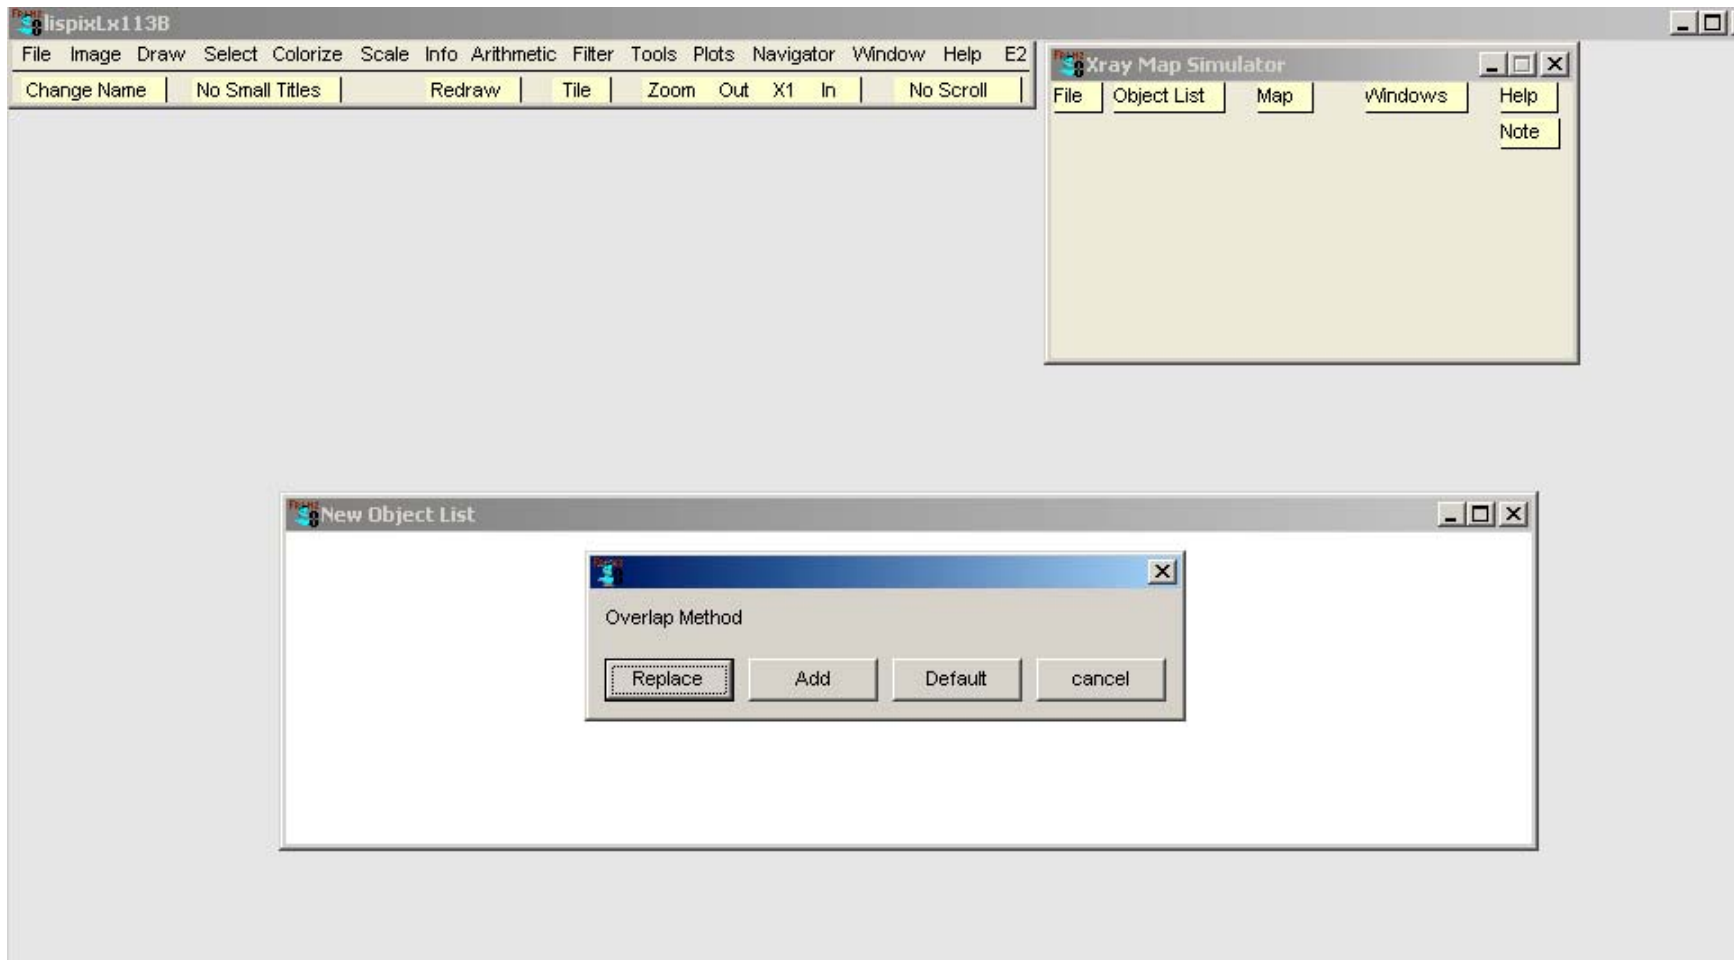 lispixLx113B
File Image Draw Select Colorize Scale Info Arithmetic Filter Tools Plots Navigator Window Help E2
Change Name No Small Titles Redraw Tile Zoom Out X1 In No Scroll
Xray Map Simulator
File Object List Map Windows Help
Note
New Object List
Overlap Method
Replace Add Default cancel